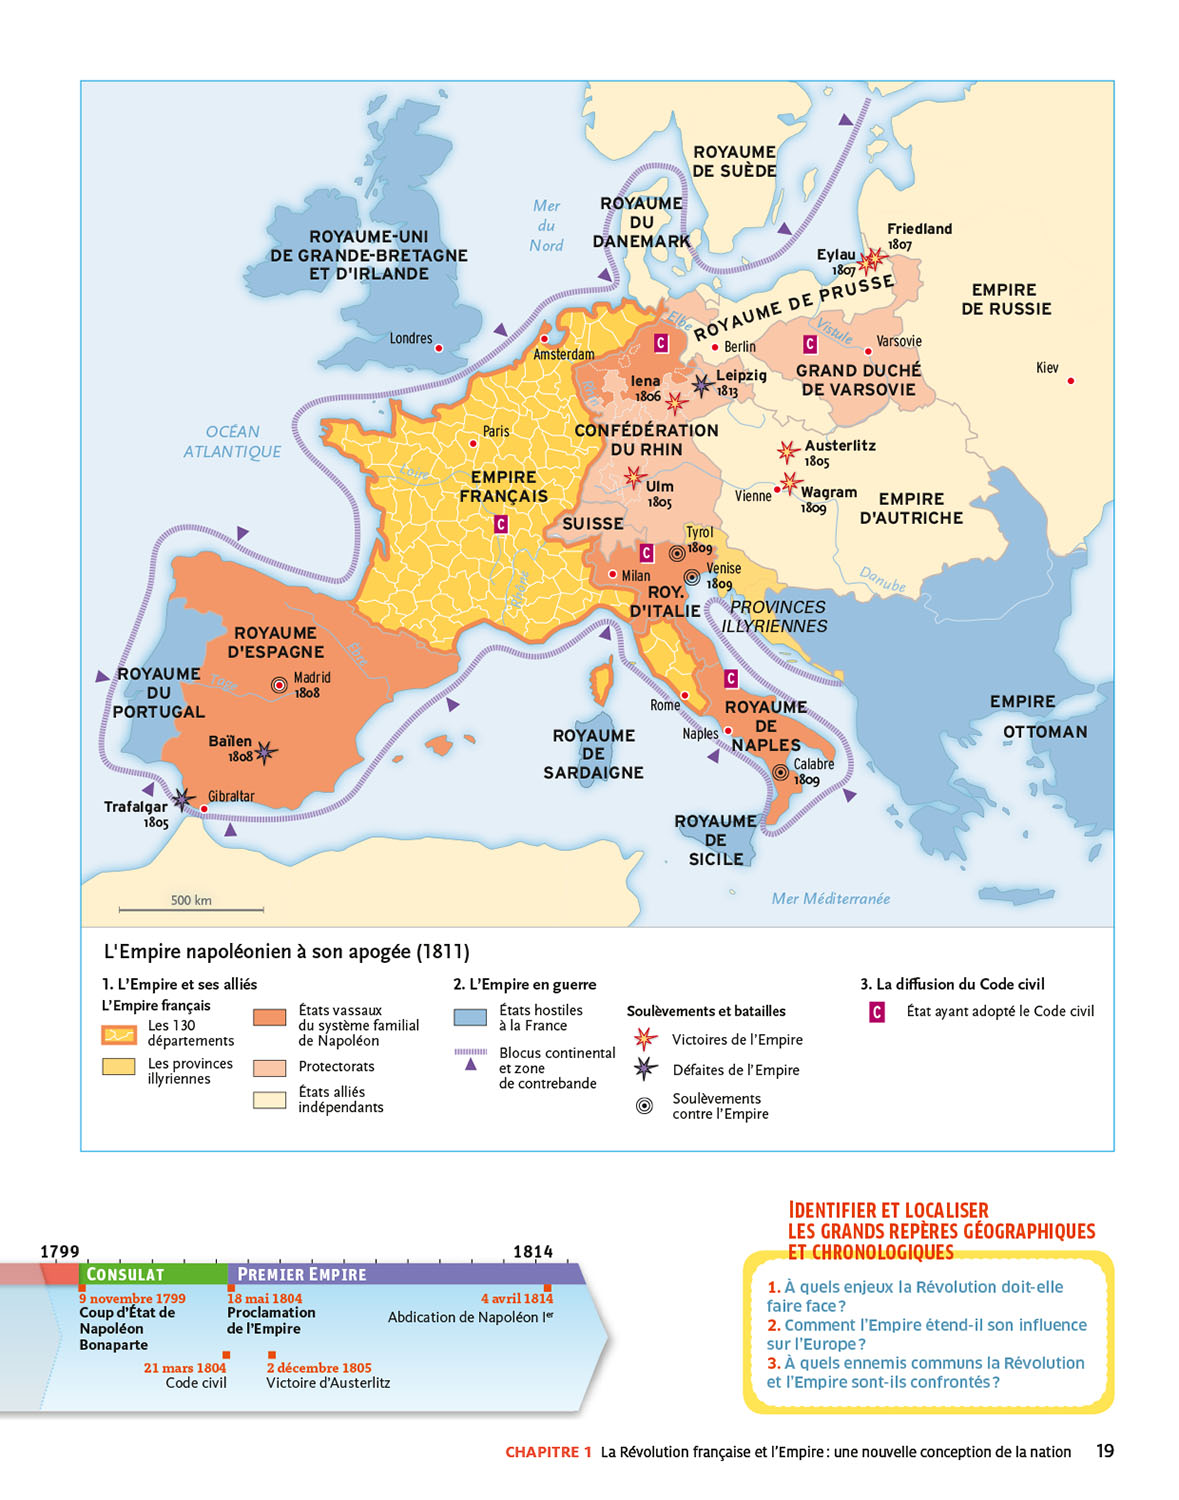 ROYAUME
DE SUÈDE
Mer
du
Nord
ROYAUME
DU
DANEMARK
ROYAUME-UNI
DE GRANDE-BRETAGNE
ET D'IRLANDE
Friedland
1807
Eylau
1807
EMPIRE
DE RUSSIE
ROYAUME DE PRUSSE
Elbe
Vistule
Londres
Amsterdam
Berlin
Varsovie
Kiev
GRAND DUCHÉ
DE VARSOVIE
Leipzig
1813
Iena
1806
Rhin
OCÉAN
ATLANTIQUE
Paris
CONFÉDÉRATION
DU RHIN
Austerlitz
1805
Loire
EMPIRE
FRANÇAIS
Ulm
1805
Vienne
Wagram
1809
EMPIRE
D'AUTRICHE
C
C
C
C
C
SUISSE
Tyrol
1809
Venise
1809
Milan
Rhône
Danube
ROY.
D'ITALIE
PROVINCES
ILLYRIENNES
ROYAUME
D'ESPAGNE
Èbre
Madrid
1808
Tage
ROYAUME
DU
PORTUGAL
Rome
Naples
ROYAUME
DE
NAPLES
EMPIRE
OTTOMAN
ROYAUME
DE
SARDAIGNE
Baïlen
1808
Calabre
1809
Gibraltar
Trafalgar
1805
ROYAUME
DE
SICILE
500 km
Mer Méditerranée
L'Empire napoléonien à son apogée (1811)
1. L’Empire et ses alliés
L’Empire français
Les 130
départements
Les provinces
illyriennes
États vassaux
du système familial
de Napoléon
Protectorats
États alliés
indépendants
2. L’Empire en guerre
États hostiles
à la France
Blocus continental
et zone
de contrebande
Soulèvements et batailles
Victoires de l’Empire
Défaites de l’Empire
Soulèvements
contre l’Empire
3. La diffusion du Code civil
C État ayant adopté le Code civil
1799
1814
CONSULAT
PREMIER EMPIRE
9 novembre 1799
Coup d’État de
Napoléon
Bonaparte
18 mai 1804
Proclamation
de l’Empire
4 avril 1814
Abdication de Napoléon Ier
21 mars 1804
Code civil
2 décembre 1805
Victoire d’Austerlitz
IDENTIFIER ET LOCALISER
LES GRANDS REPÈRES GÉOGRAPHIQUES
ET CHRONOLOGIQUES
1. À quels enjeux la Révolution doit-elle
faire face ?
2. Comment l’Empire étend-il son influence
sur l’Europe ?
3. À quels ennemis communs la Révolution
et l’Empire sont-ils confrontés ?
CHAPITRE 1 La Révolution française et l’Empire : une nouvelle conception de la nation 19